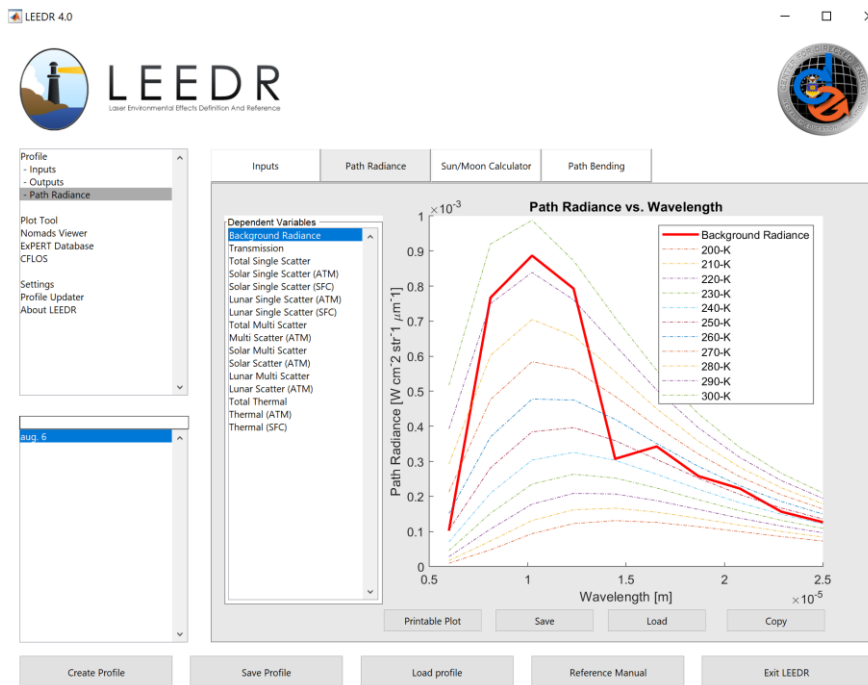 LEEDR 4.0
LEEDR
Laser Environmental Effects Definition And Reference
Profile
- Inputs
- Outputs
- Path Radiance
Plot Tool
Nomads Viewer
ExPERT Database
CFLOS
Settings
Profile Updater
About LEEDR
aug. 6
Inputs
Path Radiance
Sun/Moon Calculator
Path Bending
Dependent Variables
Background Radiance
Transmission
Total Single Scatter
Solar Single Scatter (ATM)
Solar Single Scatter (SFC)
Lunar Single Scatter (ATM)
Lunar Single Scatter (SFC)
Total Multi Scatter
Multi Scatter (ATM)
Solar Multi Scatter
Solar Scatter (ATM)
Lunar Multi Scatter
Lunar Scatter (ATM)
Total Thermal
Thermal (ATM)
Thermal (SFC)
Path Radiance vs. Wavelength
×10⁻³
1
0.9
0.8
0.7
0.6
0.5
0.4
0.3
0.2
0.1
0
Path Radiance [W cm^-2 str^-1 μm^-1]
0.5
1
1.5
2
2.5
Wavelength [m]
×10⁻⁵
Background Radiance
200-K
210-K
220-K
230-K
240-K
250-K
260-K
270-K
280-K
290-K
300-K
Printable Plot
Save
Load
Copy
Create Profile
Save Profile
Load profile
Reference Manual
Exit LEEDR